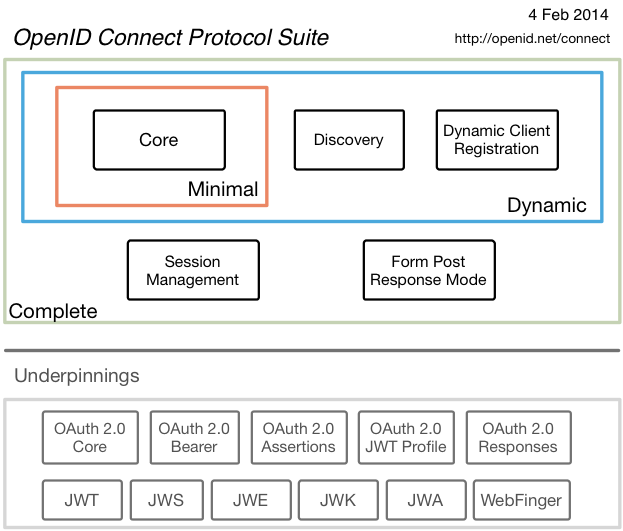 4 Feb 2014
OpenID Connect Protocol Suite
http://openid.net/connect
Core
Discovery
Dynamic Client
Registration
Minimal
Dynamic
Session
Management
Form Post
Response Mode
Complete
Underpinnings
OAuth 2.0
Core
OAuth 2.0
Bearer
OAuth 2.0
Assertions
OAuth 2.0
JWT Profile
OAuth 2.0
Responses
JWT
JWS
JWE
JWK
JWA
WebFinger